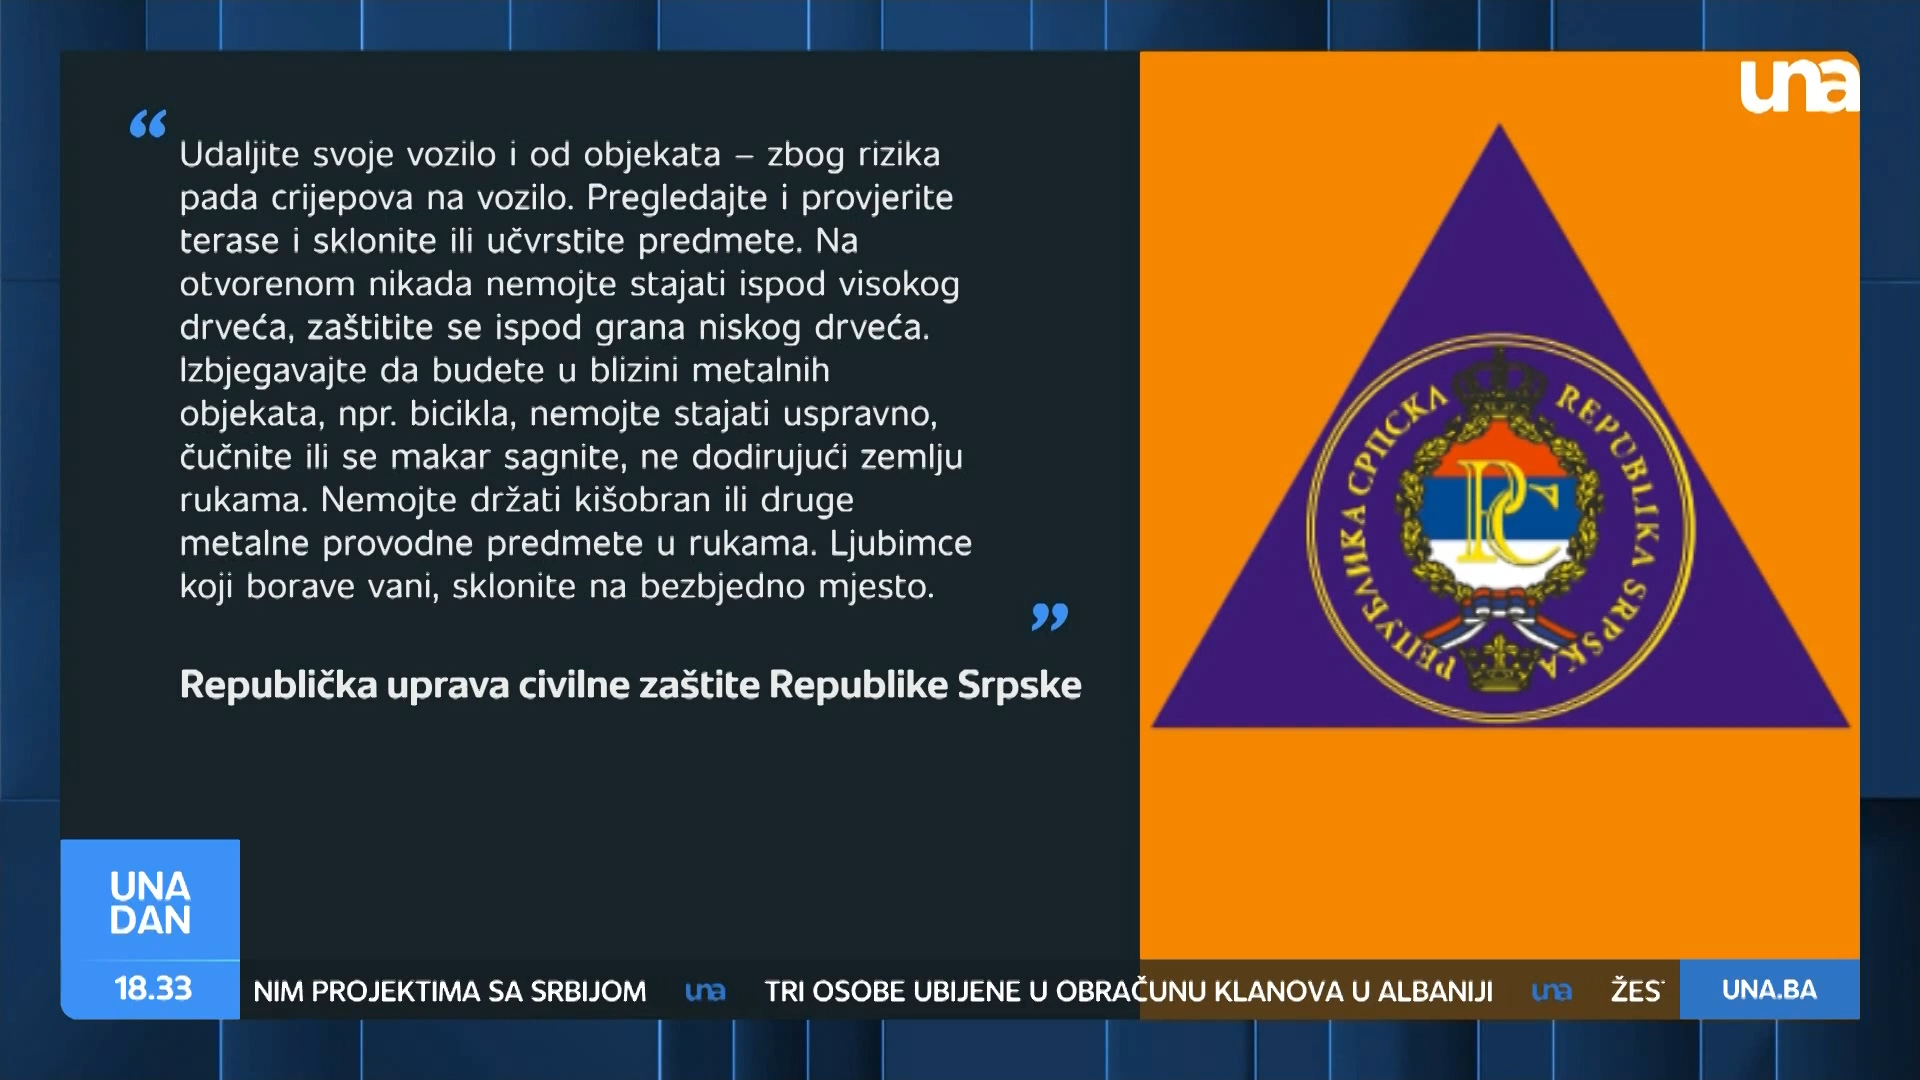 una
“
Udaljite svoje vozilo i od objekata – zbog rizika
pada crijepova na vozilo. Pregledajte i provjerite
terase i sklonite ili učvrstite predmete. Na
otvorenom nikada nemojte stajati ispod visokog
drveća, zaštitite se ispod grana niskog drveća.
Izbjegavajte da budete u blizini metalnih
objekata, npr. bicikla, nemojte stajati uspravno,
čučnite ili se makar sagnite, ne dodirujući zemlju
rukama. Nemojte držati kišobran ili druge
metalne provodne predmete u rukama. Ljubimce
koji borave vani, sklonite na bezbjedno mjesto.
”
Republička uprava civilne zaštite Republike Srpske
РЕПУБЛИКА СРПСКА
REPUBLIKA SRPSKA
РС
UNA
DAN
18.33
NIM PROJEKTIMA SA SRBIJOM una TRI OSOBE UBIJENE U OBRAČUNU KLANOVA U ALBANIJI una ŽES
UNA.BA